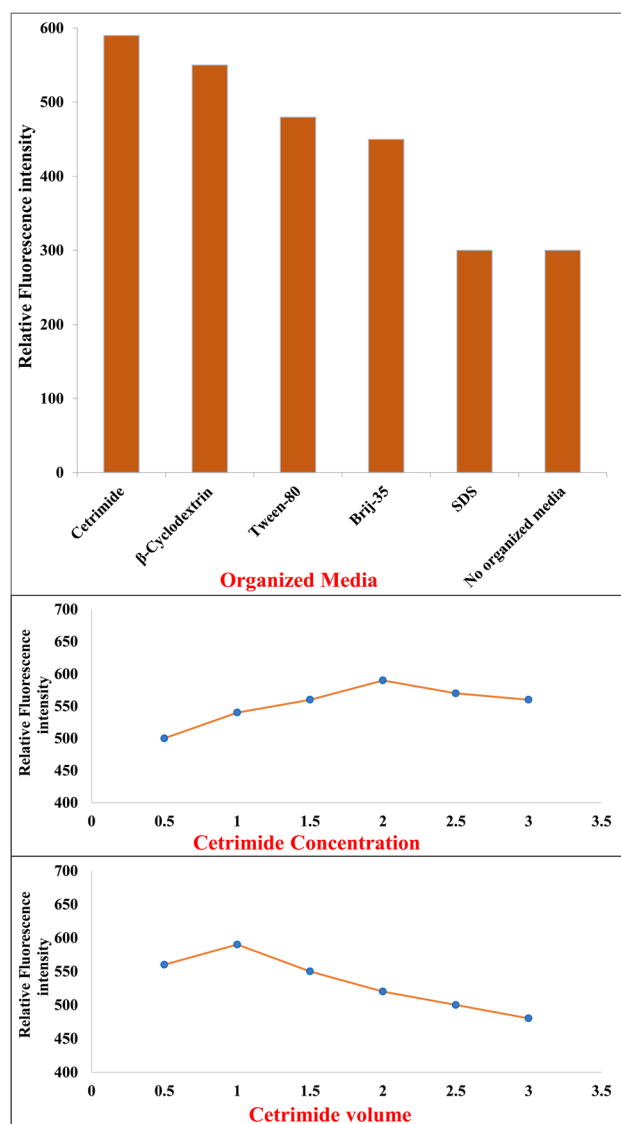 600
500
400
300
200
100
0
Relative Fluorescence intensity
Cetrimide
β-Cyclodextrin
Tween-80
Brij-35
SDS
No organized media
Organized Media
700
650
600
550
500
450
400
Relative Fluorescence
intensity
0 0.5 1 1.5 2 2.5 3 3.5
Cetrimide Concentration
700
650
600
550
500
450
400
Relative Fluorescence
intensity
0 0.5 1 1.5 2 2.5 3 3.5
Cetrimide volume